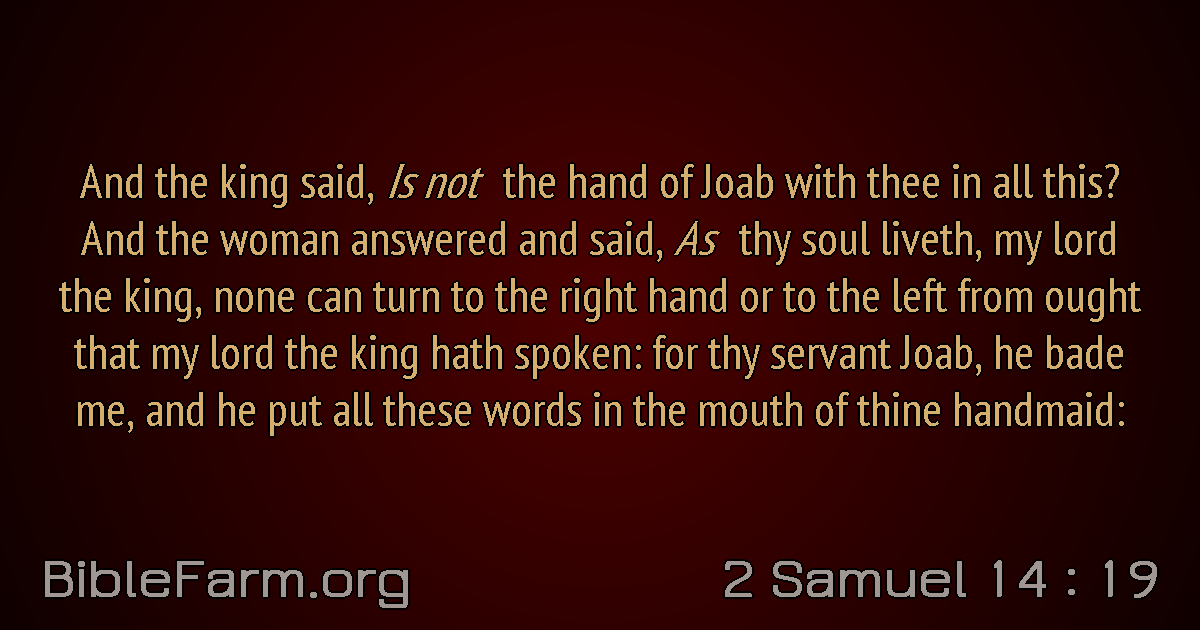 And the king said, Is not the hand of Joab with thee in all this?
And the woman answered and said, As thy soul liveth, my lord
the king, none can turn to the right hand or to the left from ought
that my lord the king hath spoken: for thy servant Joab, he bade
me, and he put all these words in the mouth of thine handmaid:
BibleFarm.org
2 Samuel 14 : 19